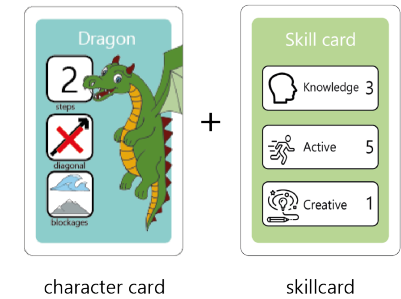 Dragon
2
steps
diagonal
blockages
+
Skill card
Knowledge 3
Active 5
Creative 1
character card
skillcard